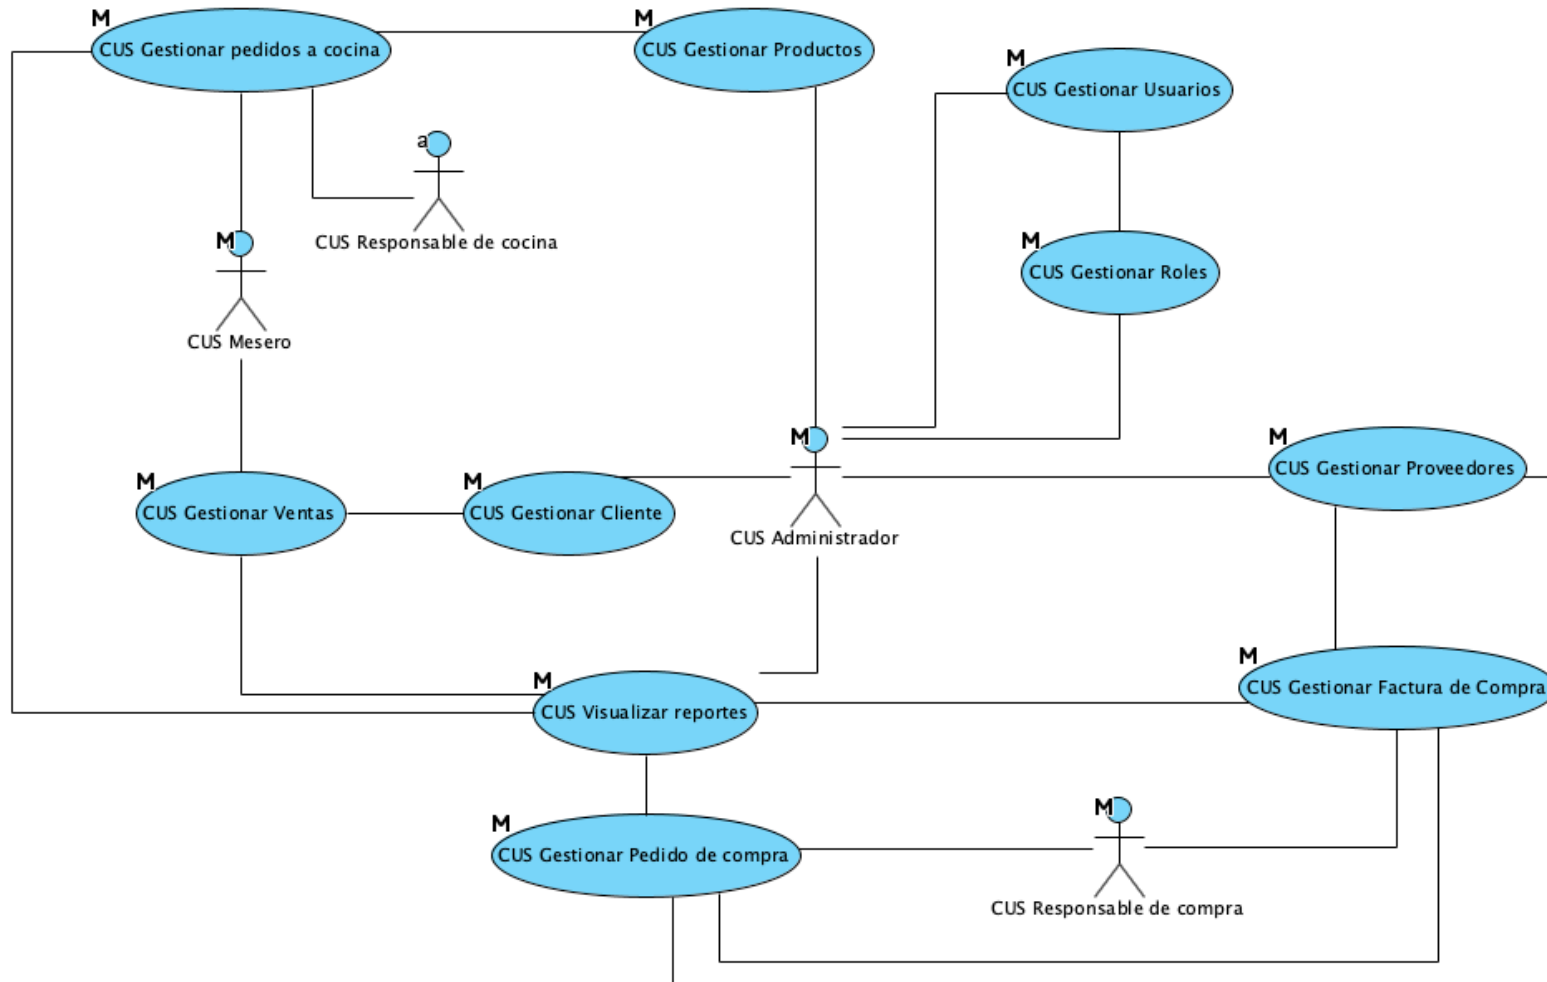 M
CUS Gestionar pedidos a cocina
M
CUS Gestionar Productos
M
CUS Gestionar Usuarios
a
CUS Responsable de cocina
M
CUS Mesero
M
CUS Gestionar Roles
M
CUS Administrador
M
CUS Gestionar Proveedores
M
CUS Gestionar Ventas
M
CUS Gestionar Cliente
M
CUS Gestionar Factura de Compra
M
CUS Visualizar reportes
M
CUS Gestionar Pedido de compra
M
CUS Responsable de compra